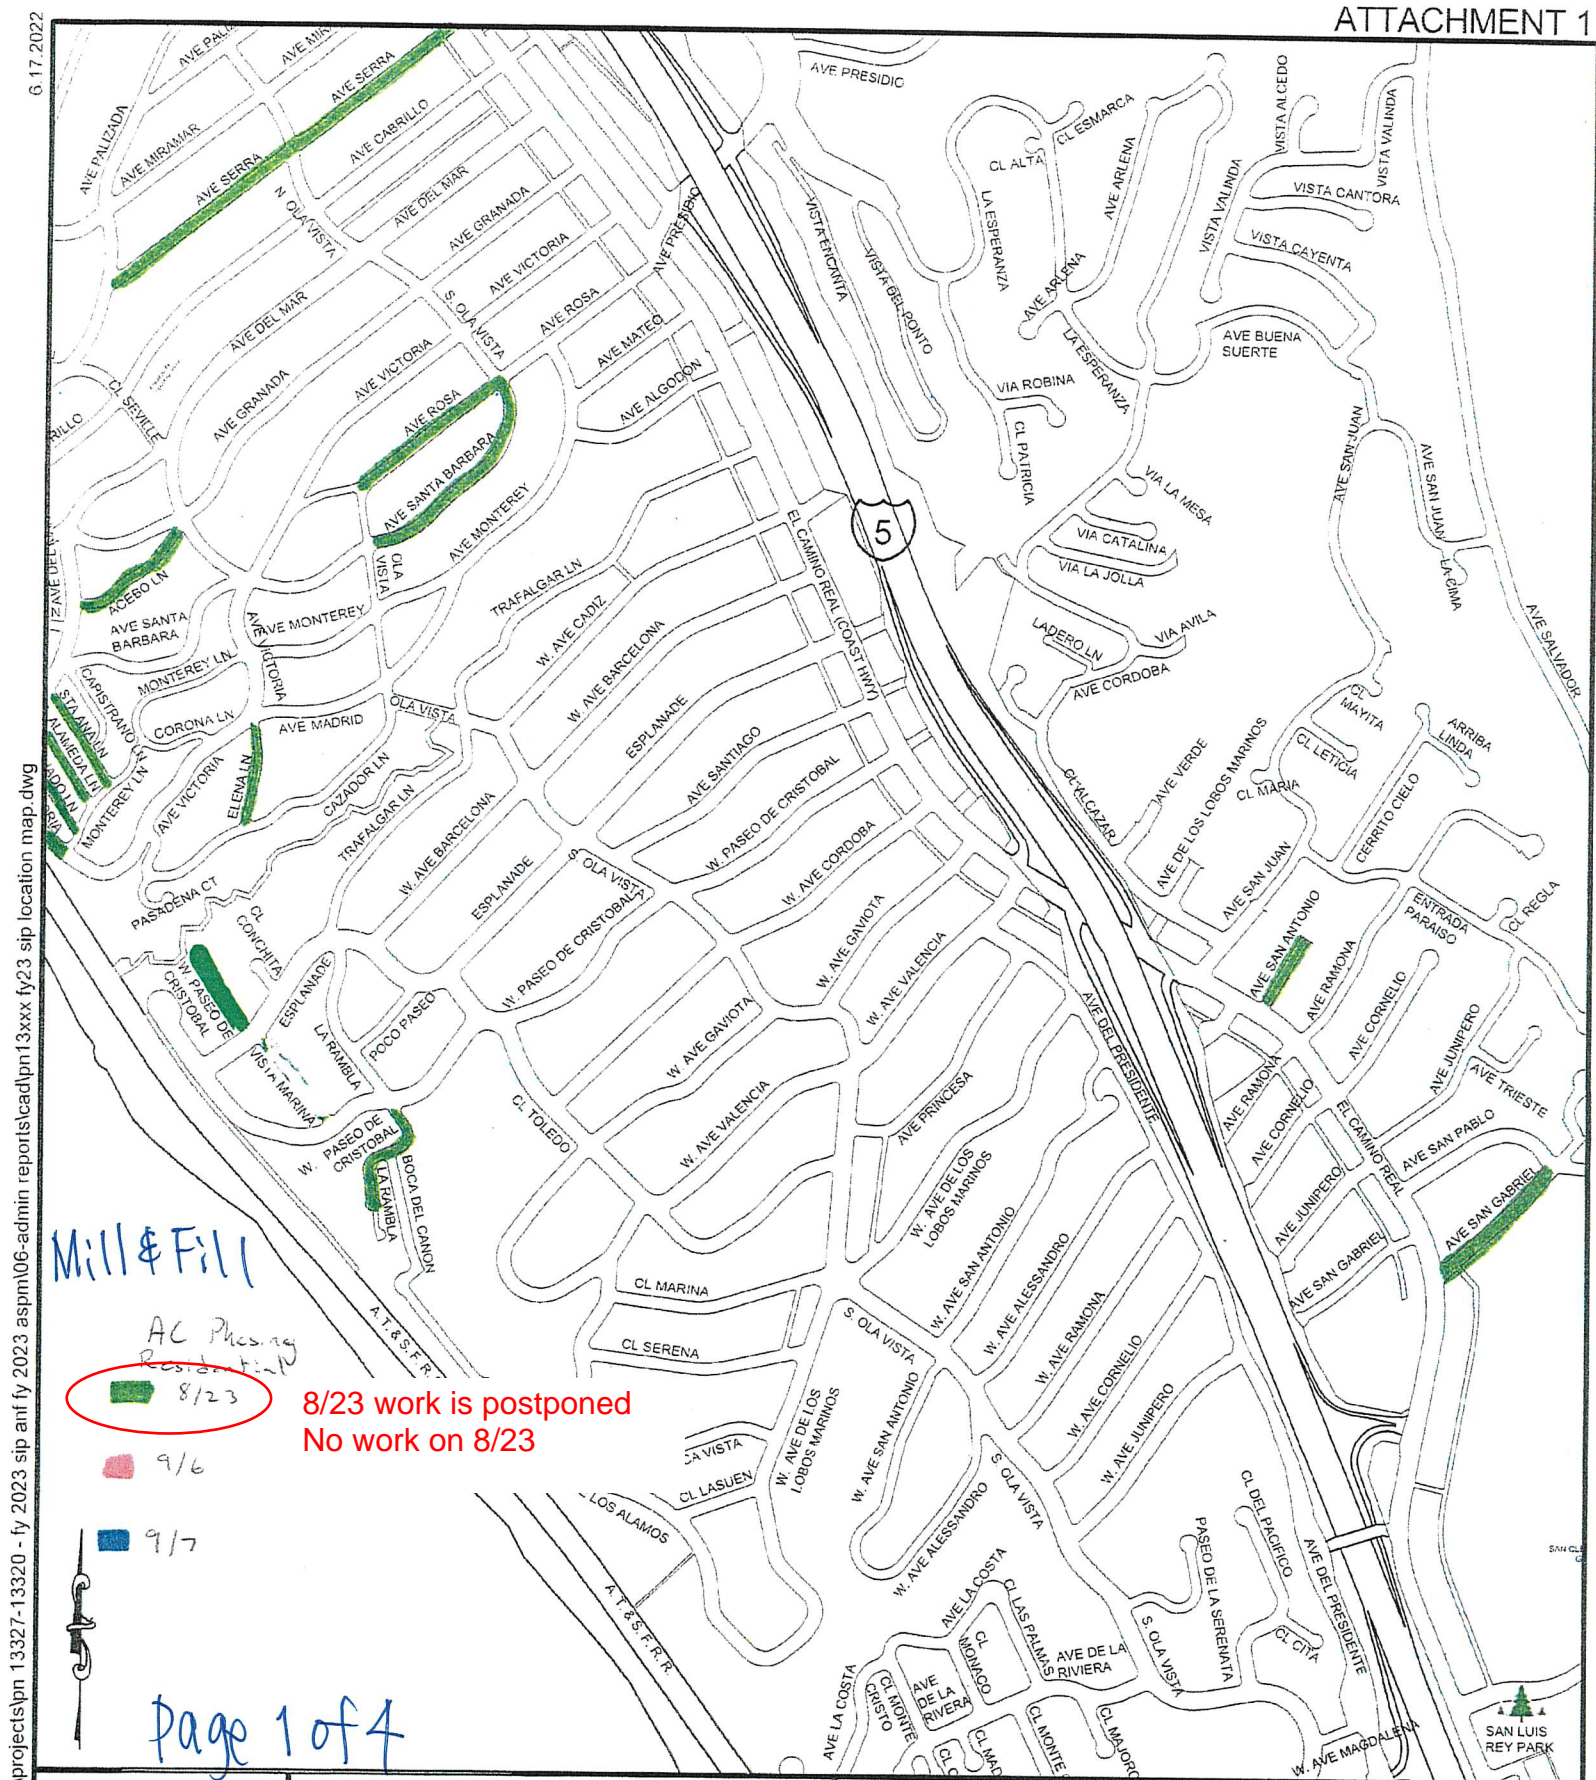 ATTACHMENT 1
6.17.2022
AVE PRESIDIO
AVE SERRA
AVE PALIZADA
AVE MIRAMAR
AVE SERRA
AVE CABRILLO
N. OLA VISTA
AVE DEL MAR
AVE GRANADA
AVE VICTORIA
AVE PRESIDIO
S. OLA VISTA
AVE ROSA
AVE MATEO
AVE ALGODON
AVE DEL MAR
AVE VICTORIA
AVE GRANADA
CL SEVILLE
RILLO
AVE ROSA
AVE SANTA BARBARA
AVE MONTEREY
OLA
VISTA
ACEBO LN
AVE SANTA
BARBARA
AVE MONTEREY
AVE VICTORIA
MONTEREY LN
CAPISTRANO LN
STA ANA LN
ALAMEDA LN
ADO LN
ORIA
CORONA LN
AVE MADRID
OLA VISTA
MONTEREY LN
AVE VICTORIA
ELENA LN
CAZADOR LN
TRAFALGAR LN
TRAFALGAR LN
W. AVE CADIZ
W. AVE BARCELONA
ESPLANADE
AVE SANTIAGO
W. PASEO DE CRISTOBAL
W. AVE CORDOBA
EL CAMINO REAL (COAST HWY)
5
CL ESMARCA
CL ALTA
LA ESPERANZA
AVE ARLENA
AVE ARLENA
LA ESPERANZA
VISTA ENCANTA
VISTA DEL PONTO
VISTA ALCEDO
VISTA VALINDA
VISTA VALINDA
VISTA CANTORA
VISTA CAYENTA
AVE BUENA
SUERTE
VIA ROBINA
CL PATRICIA
VIA LA MESA
VIA CATALINA
VIA LA JOLLA
LADERO LN
VIA AVILA
AVE CORDOBA
AVE SAN JUAN
AVE SAN JUAN
LA CIMA
AVE SALVADOR
CL
MAYITA
CL LETICIA
CL MARIA
ARRIBA
LINDA
CERRITO CIELO
CL ALCAZAR
AVE VERDE
AVE DE LOS LOBOS MARINOS
AVE SAN JUAN
AVE SAN ANTONIO
AVE RAMONA
ENTRADA
PARAISO
CL REGLA
AVE CORNELIO
AVE JUNIPERO
AVE TRIESTE
AVE RAMONA
AVE CORNELIO
EL CAMINO REAL
AVE SAN PABLO
AVE JUNIPERO
AVE SAN GABRIEL
AVE SAN GABRIEL
PASADENA CT
CL
CONCHITA
W. PASEO DE
CRISTOBAL
ESPLANADE
VISTA MARINA
LA RAMBLA
POCO PASEO
W. AVE BARCELONA
ESPLANADE
S. OLA VISTA
W. PASEO DE CRISTOBAL
W. AVE GAVIOTA
W. AVE VALENCIA
W. AVE GAVIOTA
W. AVE VALENCIA
CL TOLEDO
AVE PRINCESA
AVE DEL PRESIDENTE
W. PASEO DE
CRISTOBAL
LA RAMBLA
BOCA DEL CANON
W. AVE DE LOS
LOBOS MARINOS
W. AVE SAN ANTONIO
W. AVE ALESSANDRO
W. AVE RAMONA
W. AVE CORNELIO
W. AVE JUNIPERO
CL MARINA
CL SERENA
S. OLA VISTA
A.T. & S.F. R.
Mill & Fill
AC Phasing
Residential
8/23
8/23 work is postponed
No work on 8/23
9/6
9/7
CA VISTA
CL LASUEN
LOS ALAMOS
W. AVE DE LOS
LOBOS MARINOS
W. AVE SAN ANTONIO
W. AVE ALESSANDRO
S. OLA VISTA
A.T. & S.F.R.R.
CL DEL PACIFICO
PASEO DE LA SERENATA
AVE DEL PRESIDENTE
CL CITA
S. OLA VISTA
AVE LA COSTA
CL LAS PALMAS
CL
MONACO
AVE DE LA
RIVIERA
AVE
DE LA
RIVIERA
AVE LA COSTA
CL MONTE
CRISTO
CL MONTE
CL MAJOR
W. AVE MAGDALENA
SAN LUIS
REY PARK
Page 1 of 4
projects\pn 13327-13320 - fy 2023 sip anf fy 2023 aspm\06-admin reports\cad\pn13xxx fy23 sip location map.dwg